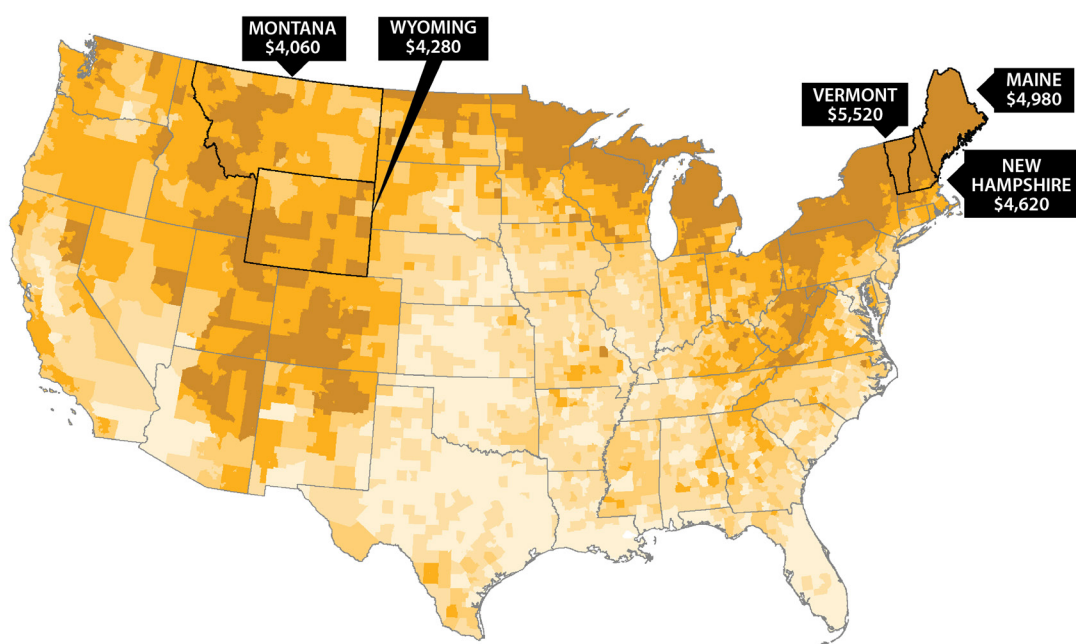 MONTANA
$4,060
WYOMING
$4,280
VERMONT
$5,520
MAINE
$4,980
NEW
HAMPSHIRE
$4,620